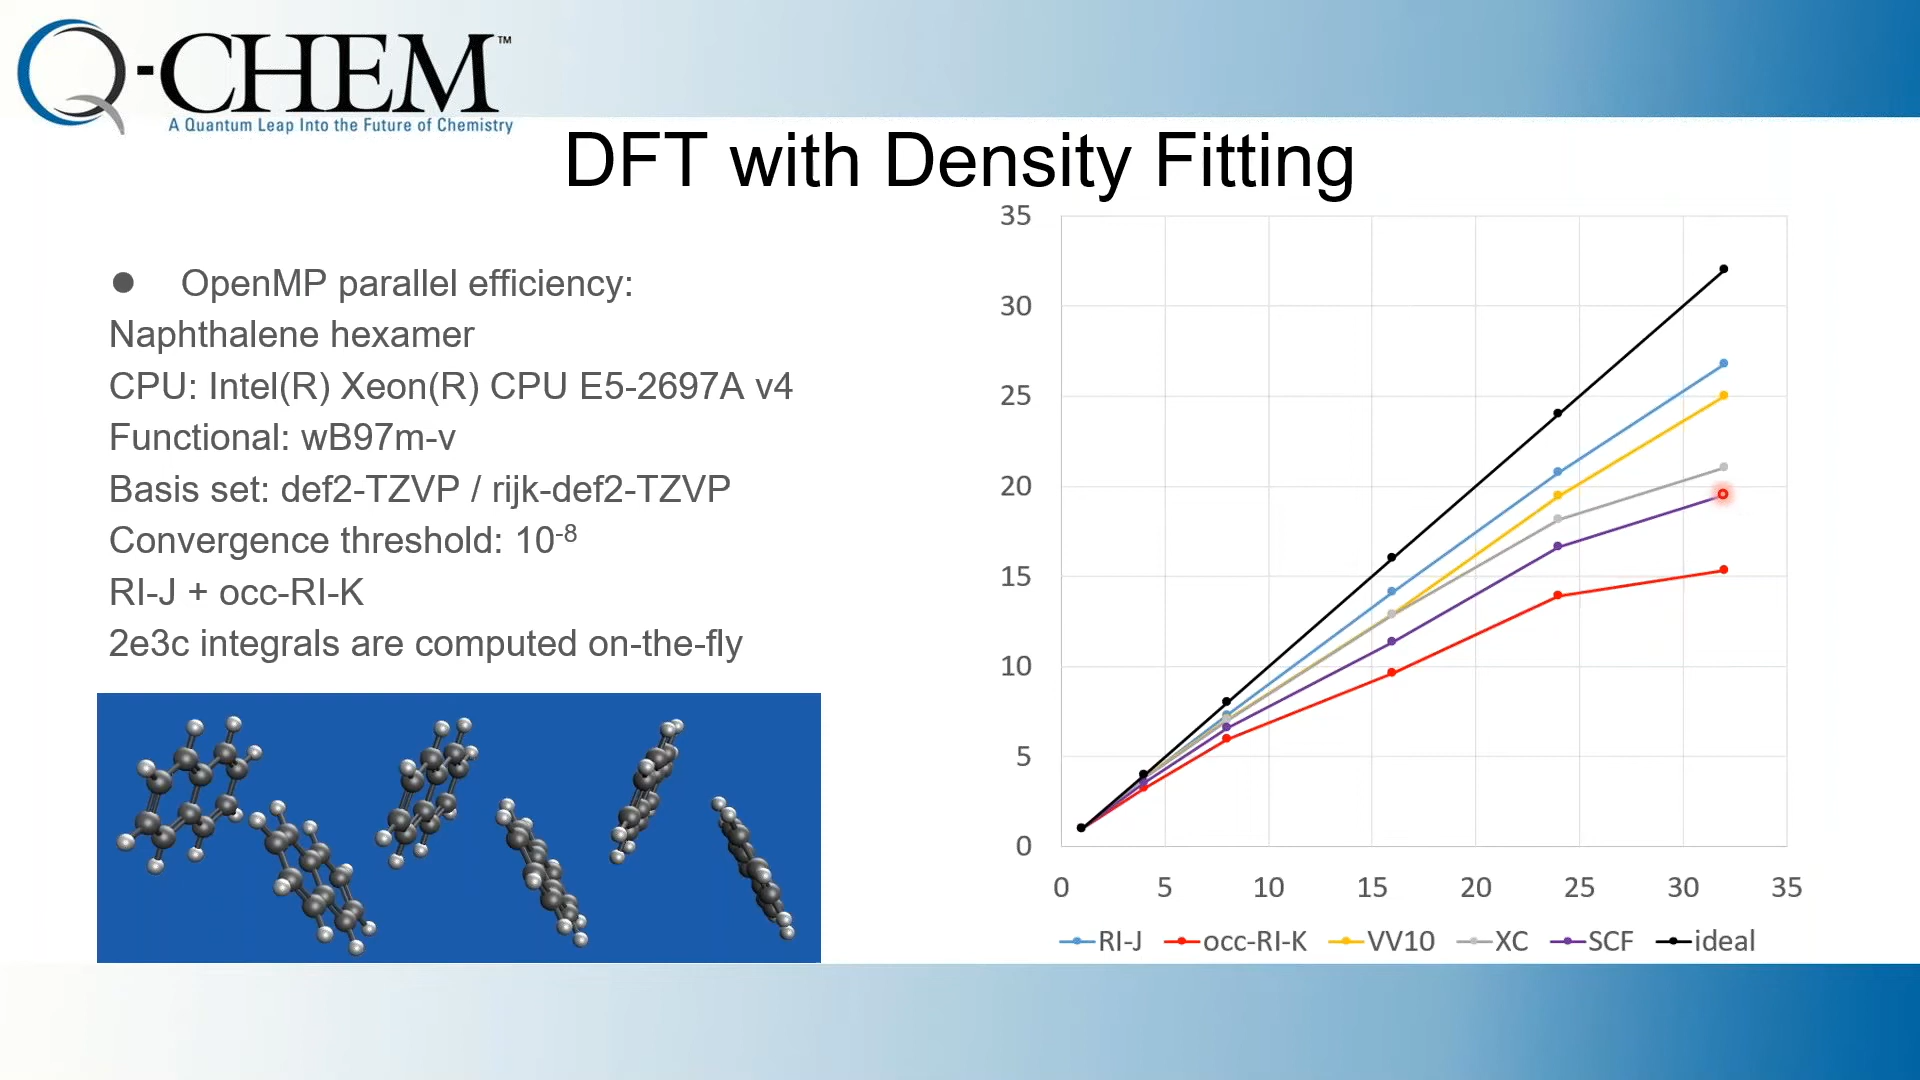 Q-CHEM™
A Quantum Leap Into the Future of Chemistry
DFT with Density Fitting
● OpenMP parallel efficiency:
Naphthalene hexamer
CPU: Intel(R) Xeon(R) CPU E5-2697A v4
Functional: wB97m-v
Basis set: def2-TZVP / rijk-def2-TZVP
Convergence threshold: 10⁻⁸
RI-J + occ-RI-K
2e3c integrals are computed on-the-fly
35
30
25
20
15
10
5
0
0 5 10 15 20 25 30 35
RI-J occ-RI-K VV10 XC SCF ideal